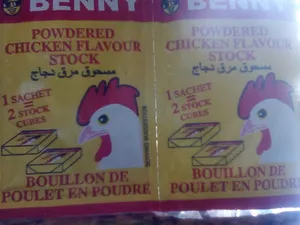 BENNY
POWDERED
CHICKEN FLAVOUR
STOCK
مسحوق مرق دجاج
1 SACHET
=
2 STOCK
CUBES
BOUILLON DE
POULET EN POUDRE
BENNY
POWDERED
CHICKEN FLAVOUR
STOCK
مسحوق مرق دجاج
1 SACHET
=
2 STOCK
CUBES
BOUILLON DE
POULET EN POUDRE